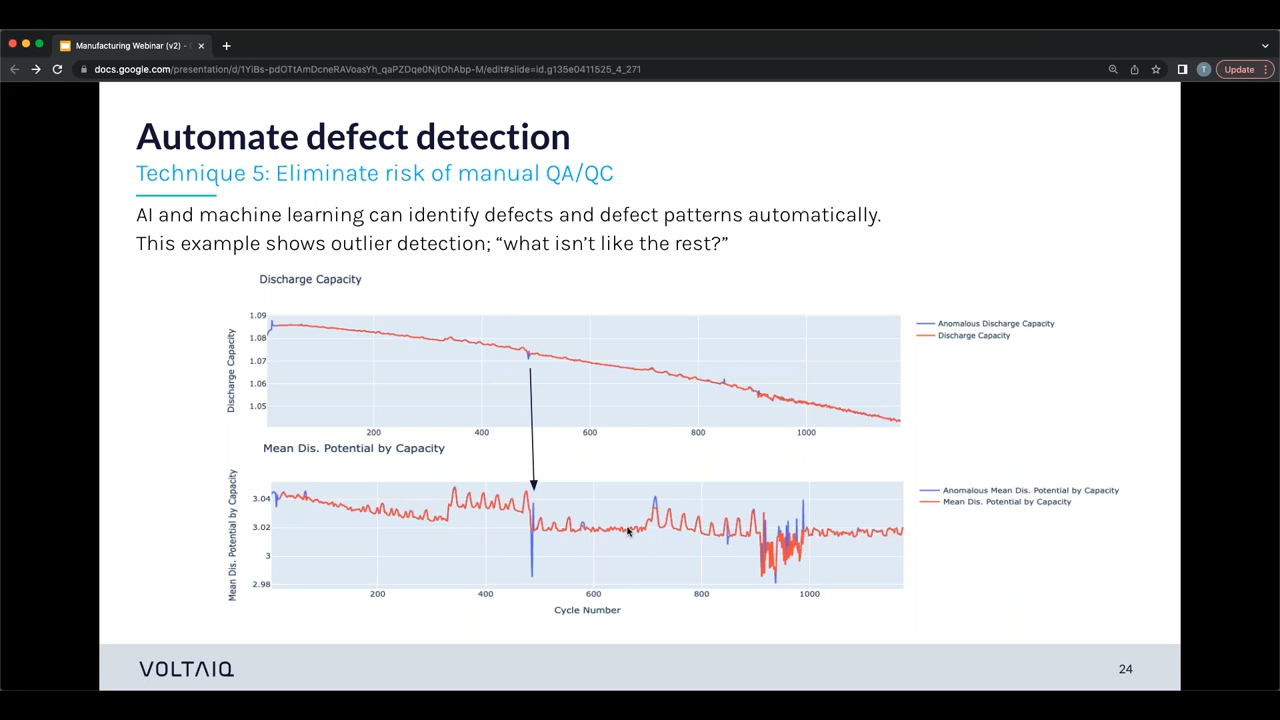 Manufacturing Webinar (v2) -
docs.google.com/presentation/d/1YiBs-pdOTtAmDcneRAVoasYh_qaPZDqe0NjtOhAbp-M/edit#slide=id.g135e0411525_4_271
T
Update
Automate defect detection
Technique 5: Eliminate risk of manual QA/QC
AI and machine learning can identify defects and defect patterns automatically.
This example shows outlier detection; “what isn’t like the rest?”
Discharge Capacity
Discharge Capacity
1.09
1.08
1.07
1.06
1.05
200
400
600
800
1000
Anomalous Discharge Capacity
Discharge Capacity
Mean Dis. Potential by Capacity
Mean Dis. Potential by Capacity
3.04
3.02
3
2.98
200
400
600
800
1000
Cycle Number
Anomalous Mean Dis. Potential by Capacity
Mean Dis. Potential by Capacity
VOLTAIQ
24